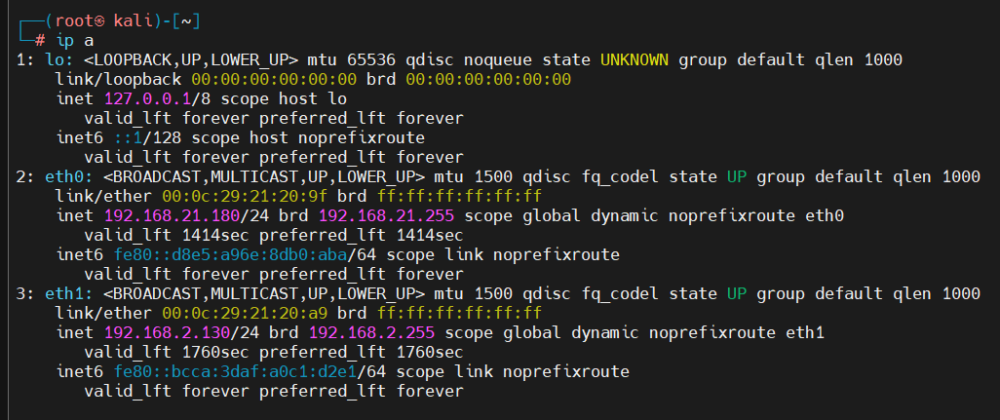 ┌──(root㉿ kali)-[~]
└─# ip a
1: lo: <LOOPBACK,UP,LOWER_UP> mtu 65536 qdisc noqueue state UNKNOWN group default qlen 1000
    link/loopback 00:00:00:00:00:00 brd 00:00:00:00:00:00
    inet 127.0.0.1/8 scope host lo
       valid_lft forever preferred_lft forever
    inet6 ::1/128 scope host noprefixroute
       valid_lft forever preferred_lft forever
2: eth0: <BROADCAST,MULTICAST,UP,LOWER_UP> mtu 1500 qdisc fq_codel state UP group default qlen 1000
    link/ether 00:0c:29:21:20:9f brd ff:ff:ff:ff:ff:ff
    inet 192.168.21.180/24 brd 192.168.21.255 scope global dynamic noprefixroute eth0
       valid_lft 1414sec preferred_lft 1414sec
    inet6 fe80::d8e5:a96e:8db0:aba/64 scope link noprefixroute
       valid_lft forever preferred_lft forever
3: eth1: <BROADCAST,MULTICAST,UP,LOWER_UP> mtu 1500 qdisc fq_codel state UP group default qlen 1000
    link/ether 00:0c:29:21:20:a9 brd ff:ff:ff:ff:ff:ff
    inet 192.168.2.130/24 brd 192.168.2.255 scope global dynamic noprefixroute eth1
       valid_lft 1760sec preferred_lft 1760sec
    inet6 fe80::bcca:3daf:a0c1:d2e1/64 scope link noprefixroute
       valid_lft forever preferred_lft forever